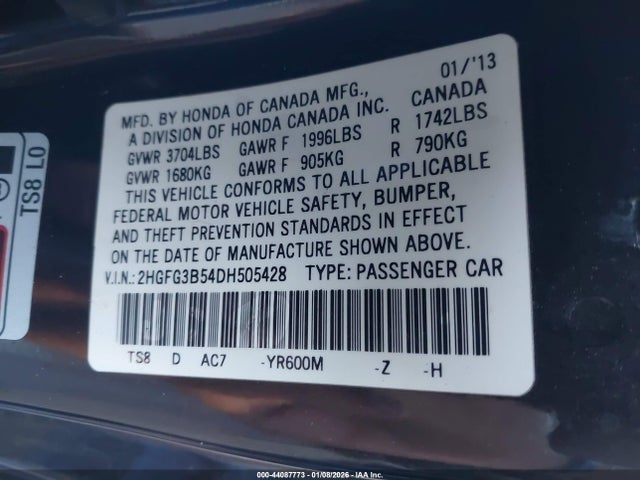 01/'13
MFD. BY HONDA OF CANADA MFG., CANADA
A DIVISION OF HONDA CANADA INC.
GVWR 3704LBS GAWR F 1996LBS R 1742LBS
GVWR 1680KG GAWR F 905KG R 790KG
THIS VEHICLE CONFORMS TO ALL APPLICABLE
FEDERAL MOTOR VEHICLE SAFETY, BUMPER,
AND THEFT PREVENTION STANDARDS IN EFFECT
ON THE DATE OF MANUFACTURE SHOWN ABOVE.
V.I.N.: 2HGFG3B54DH505428 TYPE: PASSENGER CAR
TS8 D AC7 -YR600M -Z -H
TS8 L0
000-44087773 - 01/08/2026 - IAA Inc.